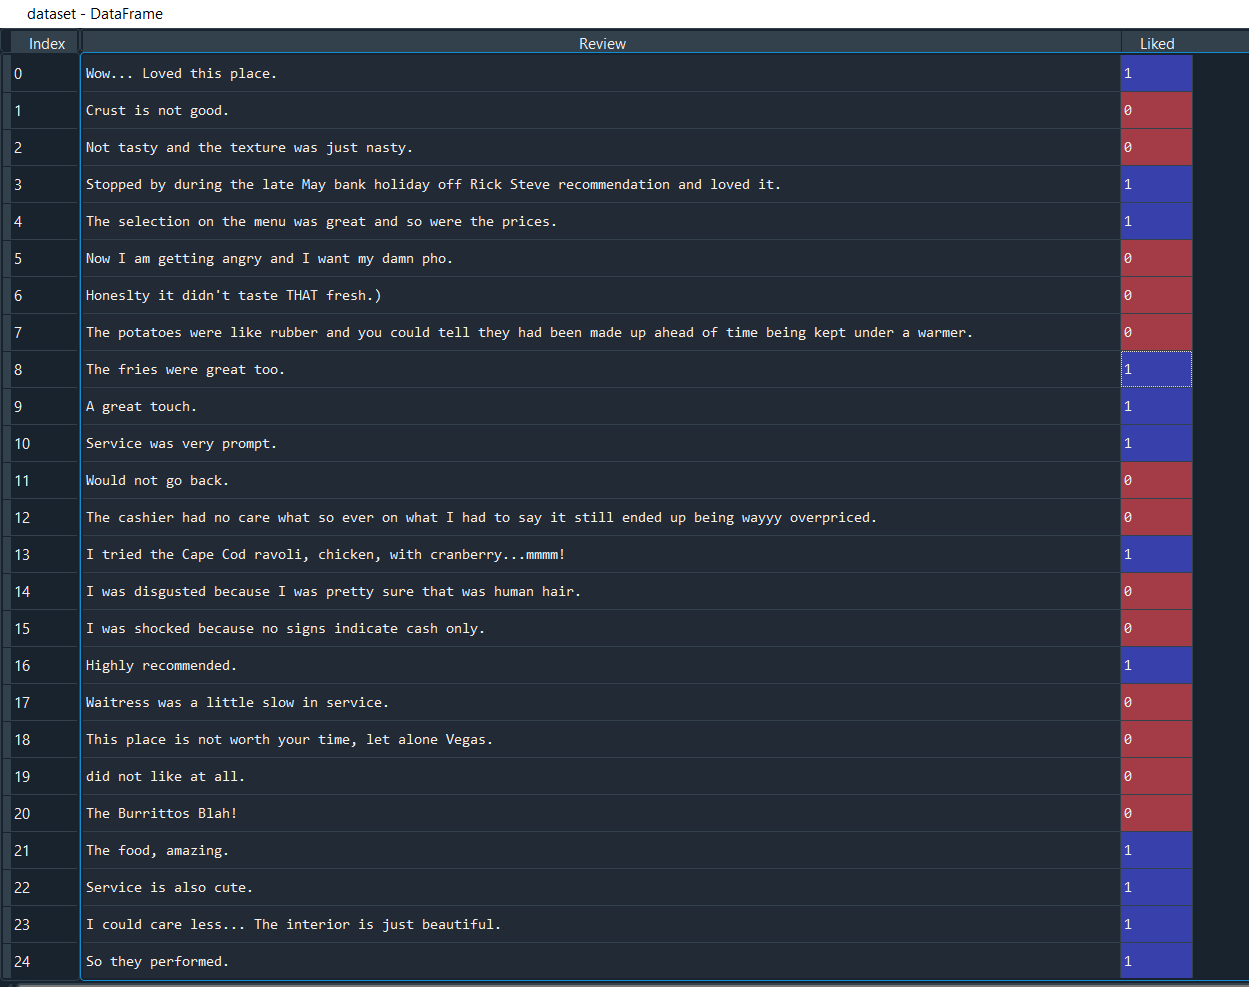 dataset - DataFrame
Index Review Liked
0 Wow... Loved this place. 1
1 Crust is not good. 0
2 Not tasty and the texture was just nasty. 0
3 Stopped by during the late May bank holiday off Rick Steve recommendation and loved it. 1
4 The selection on the menu was great and so were the prices. 1
5 Now I am getting angry and I want my damn pho. 0
6 Honeslty it didn't taste THAT fresh.) 0
7 The potatoes were like rubber and you could tell they had been made up ahead of time being kept under a warmer. 0
8 The fries were great too. 1
9 A great touch. 1
10 Service was very prompt. 1
11 Would not go back. 0
12 The cashier had no care what so ever on what I had to say it still ended up being wayyy overpriced. 0
13 I tried the Cape Cod ravoli, chicken, with cranberry...mmmm! 1
14 I was disgusted because I was pretty sure that was human hair. 0
15 I was shocked because no signs indicate cash only. 0
16 Highly recommended. 1
17 Waitress was a little slow in service. 0
18 This place is not worth your time, let alone Vegas. 0
19 did not like at all. 0
20 The Burrittos Blah! 0
21 The food, amazing. 1
22 Service is also cute. 1
23 I could care less... The interior is just beautiful. 1
24 So they performed. 1